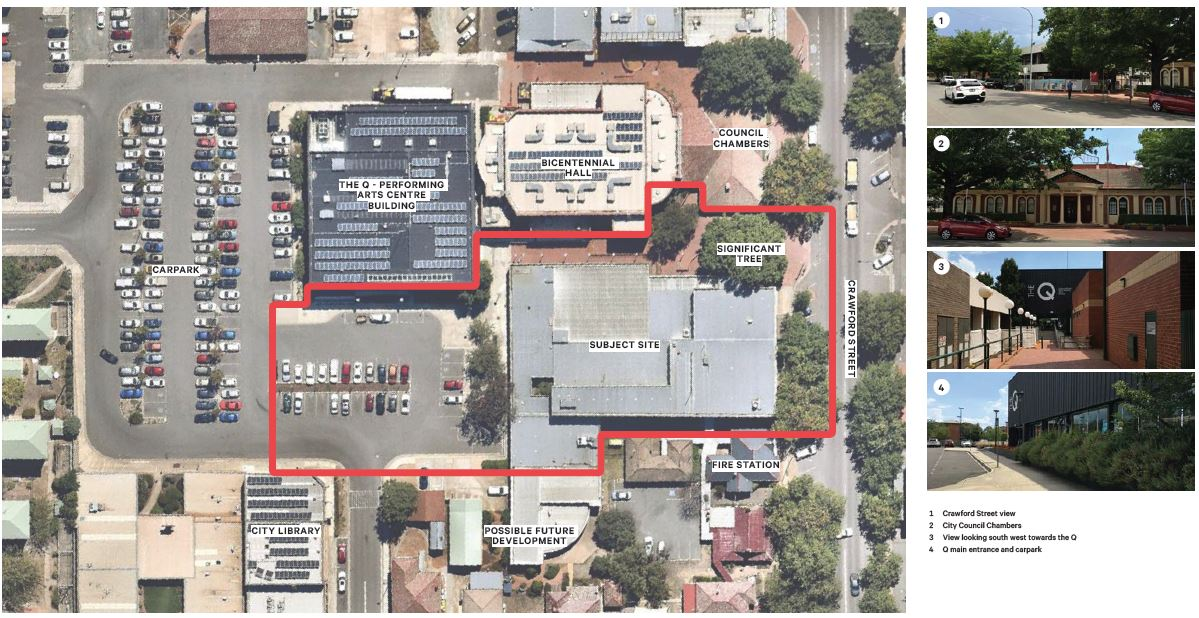 COUNCIL
CHAMBERS
BICENTENNIAL
HALL
THE Q - PERFORMING
ARTS CENTRE
BUILDING
SIGNIFICANT
TREE
CARPARK
CRAWFORD STREET
SUBJECT SITE
FIRE STATION
CITY LIBRARY
POSSIBLE FUTURE
DEVELOPMENT
1
2
3
THE
Q
4
Q
1 Crawford Street view
2 City Council Chambers
3 View looking south west towards the Q
4 Q main entrance and carpark